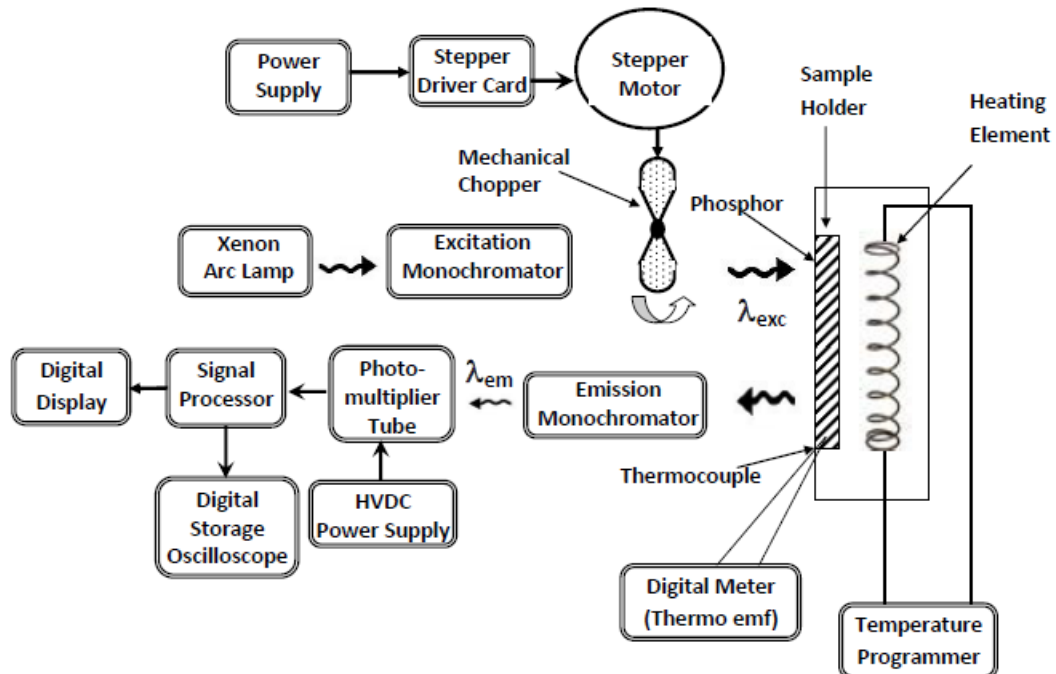 Power
Supply
Stepper
Driver Card
Stepper
Motor
Sample
Holder
Heating
Element
Mechanical
Chopper
Phosphor
Xenon
Arc Lamp
Excitation
Monochromator
λexc
Digital
Display
Signal
Processor
Photo-
multiplier
Tube
λem
Emission
Monochromator
Thermocouple
Digital
Storage
Oscilloscope
HVDC
Power Supply
Digital Meter
(Thermo emf)
Temperature
Programmer